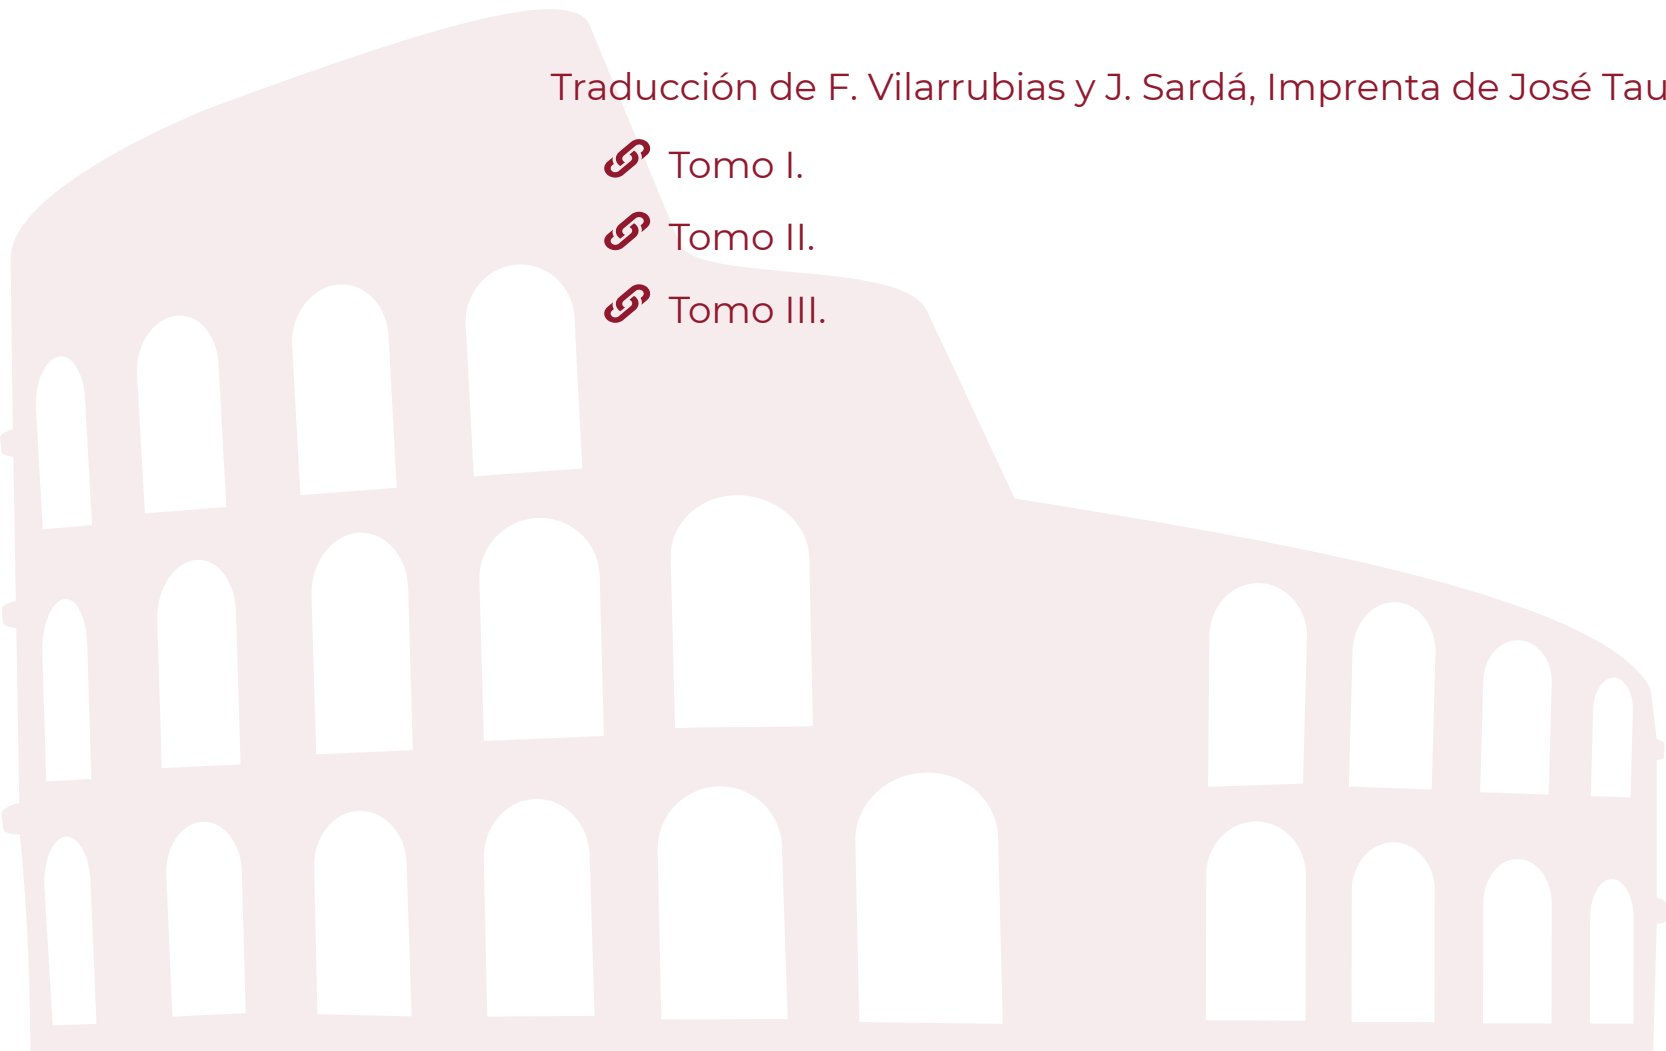 Traducción de F. Vilarrubias y J. Sardá, Imprenta de José Tau
Tomo I.
Tomo II.
Tomo III.